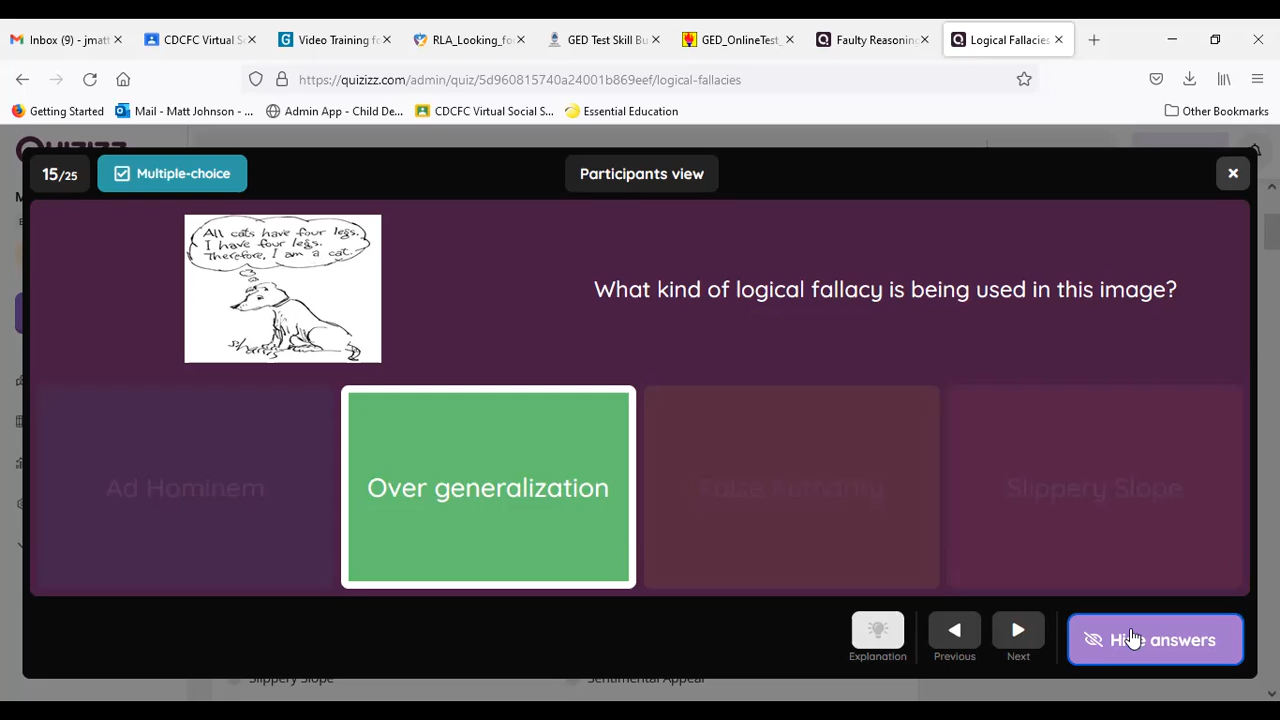 Inbox (9) - jmatt
CDCFC Virtual S
Video Training fo
RLA_Looking_fo
GED Test Skill Bu
GED_OnlineTest_
Faulty Reasonin
Logical Fallacies
https://quizizz.com/admin/quiz/5d960815740a24001b869eef/logical-fallacies
Getting Started
Mail - Matt Johnson - ...
Admin App - Child De...
CDCFC Virtual Social S...
Essential Education
Other Bookmarks
15/25
Multiple-choice
Participants view
All cats have four legs.
I have four legs.
Therefore, I am a cat.
What kind of logical fallacy is being used in this image?
Ad Hominem
Over generalization
False Authority
Slippery Slope
Explanation
Previous
Next
Hide answers
Slippery Slope
Sentimental Appeal